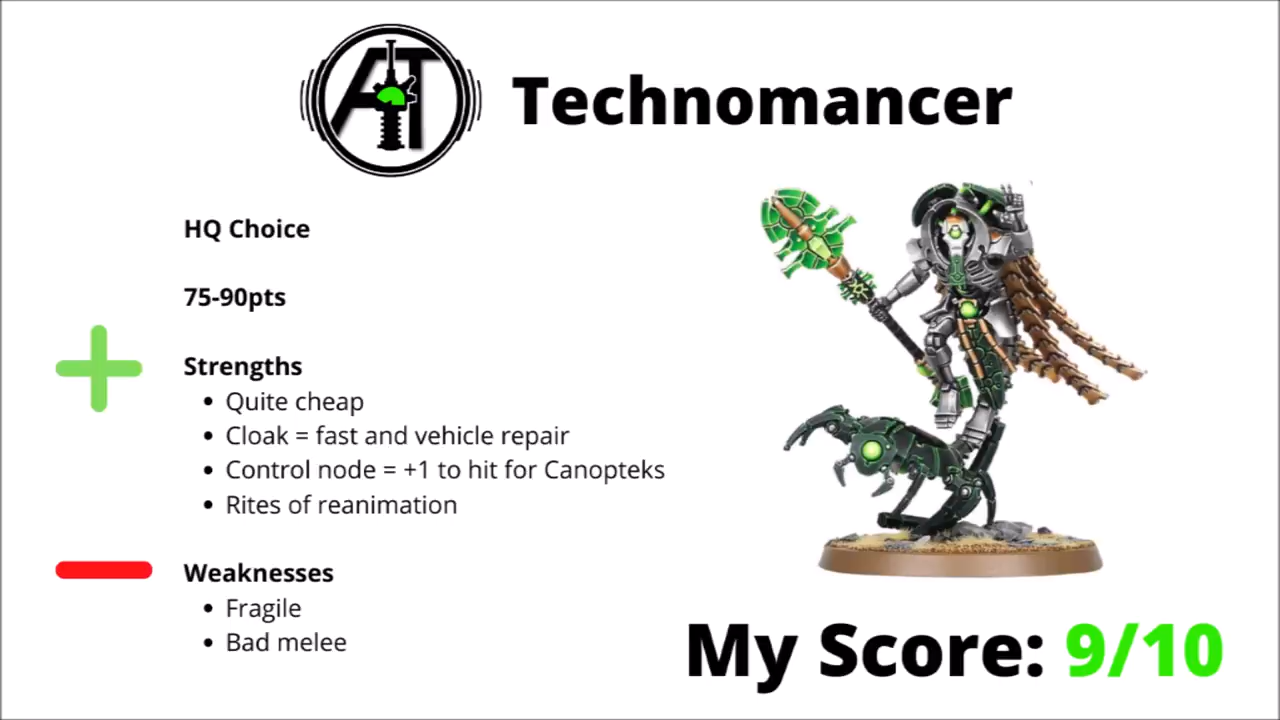 AT
Technomancer
HQ Choice
75-90pts
Strengths
Quite cheap
Cloak = fast and vehicle repair
Control node = +1 to hit for Canopteks
Rites of reanimation
Weaknesses
Fragile
Bad melee
My Score: 9/10